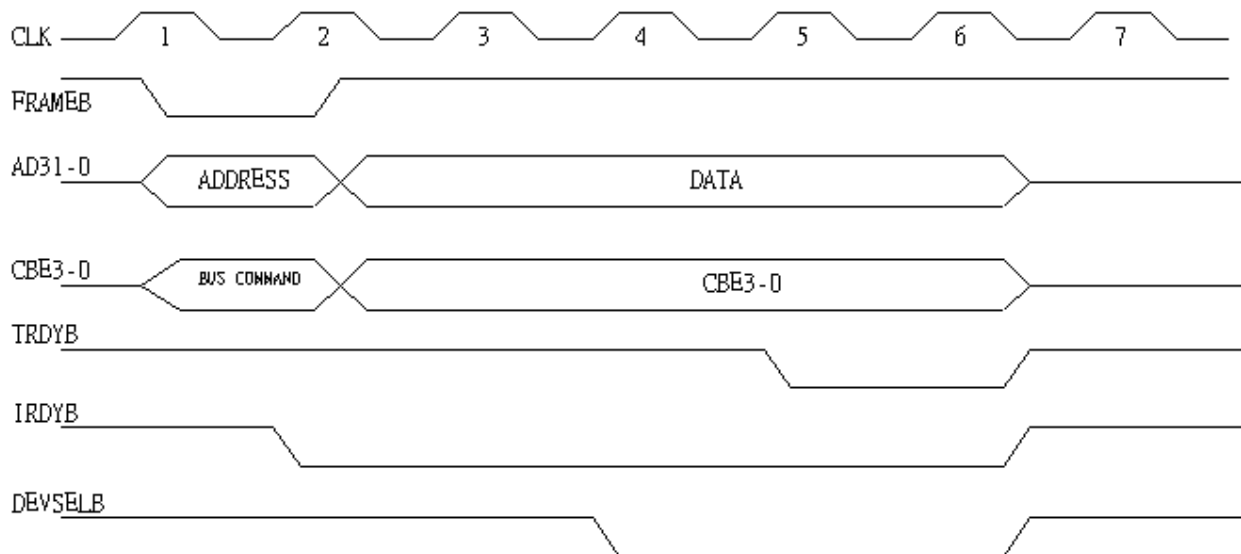 CLK 1 2 3 4 5 6 7
FRAMEB
AD31-0 ADDRESS DATA
CBE3-0 BUS COMMAND CBE3-0
TRDYB
IRDYB
DEVSELB